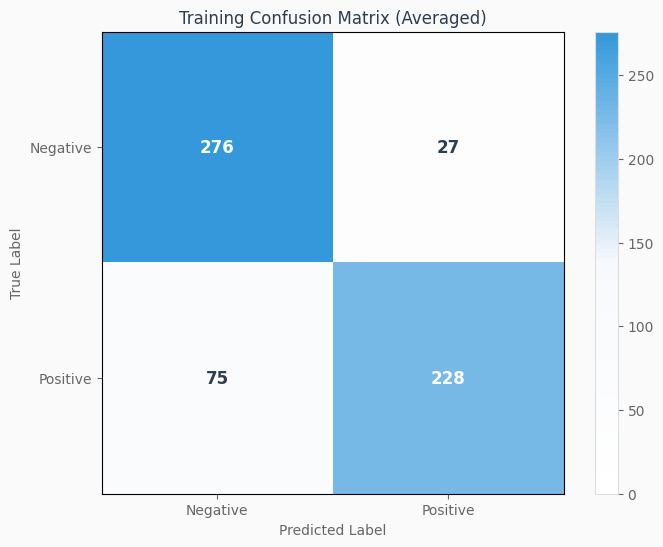 Training Confusion Matrix (Averaged)
True Label
Negative
276
27
Positive
75
228
Negative
Positive
Predicted Label
250
200
150
100
50
0